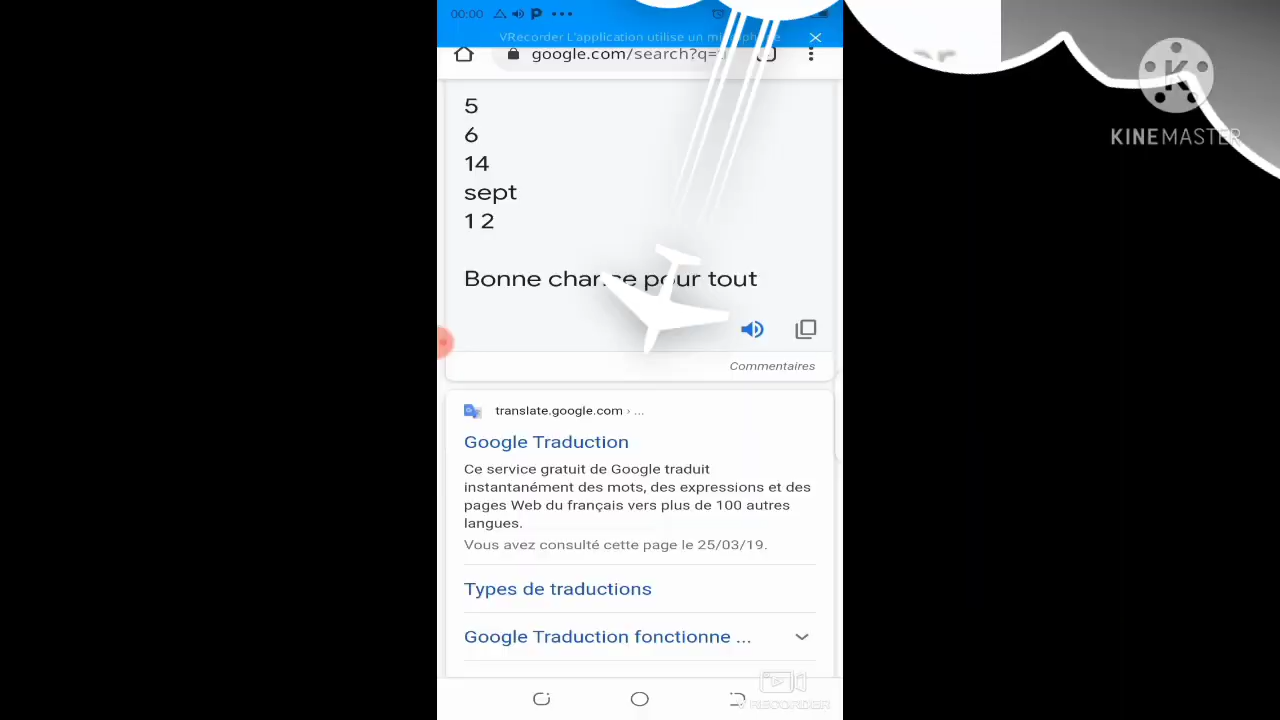 00:00
VRecorder L'application utilise un
google.com/search?q=
5
6
14
sept
1 2
Bonne chance pour tout
Commentaires
translate.google.com › ...
Google Traduction
Ce service gratuit de Google traduit
instantanément des mots, des expressions et des
pages Web du français vers plus de 100 autres
langues.
Vous avez consulté cette page le 25/03/19.
Types de traductions
Google Traduction fonctionne ...
KINEMASTER
VRECORDER